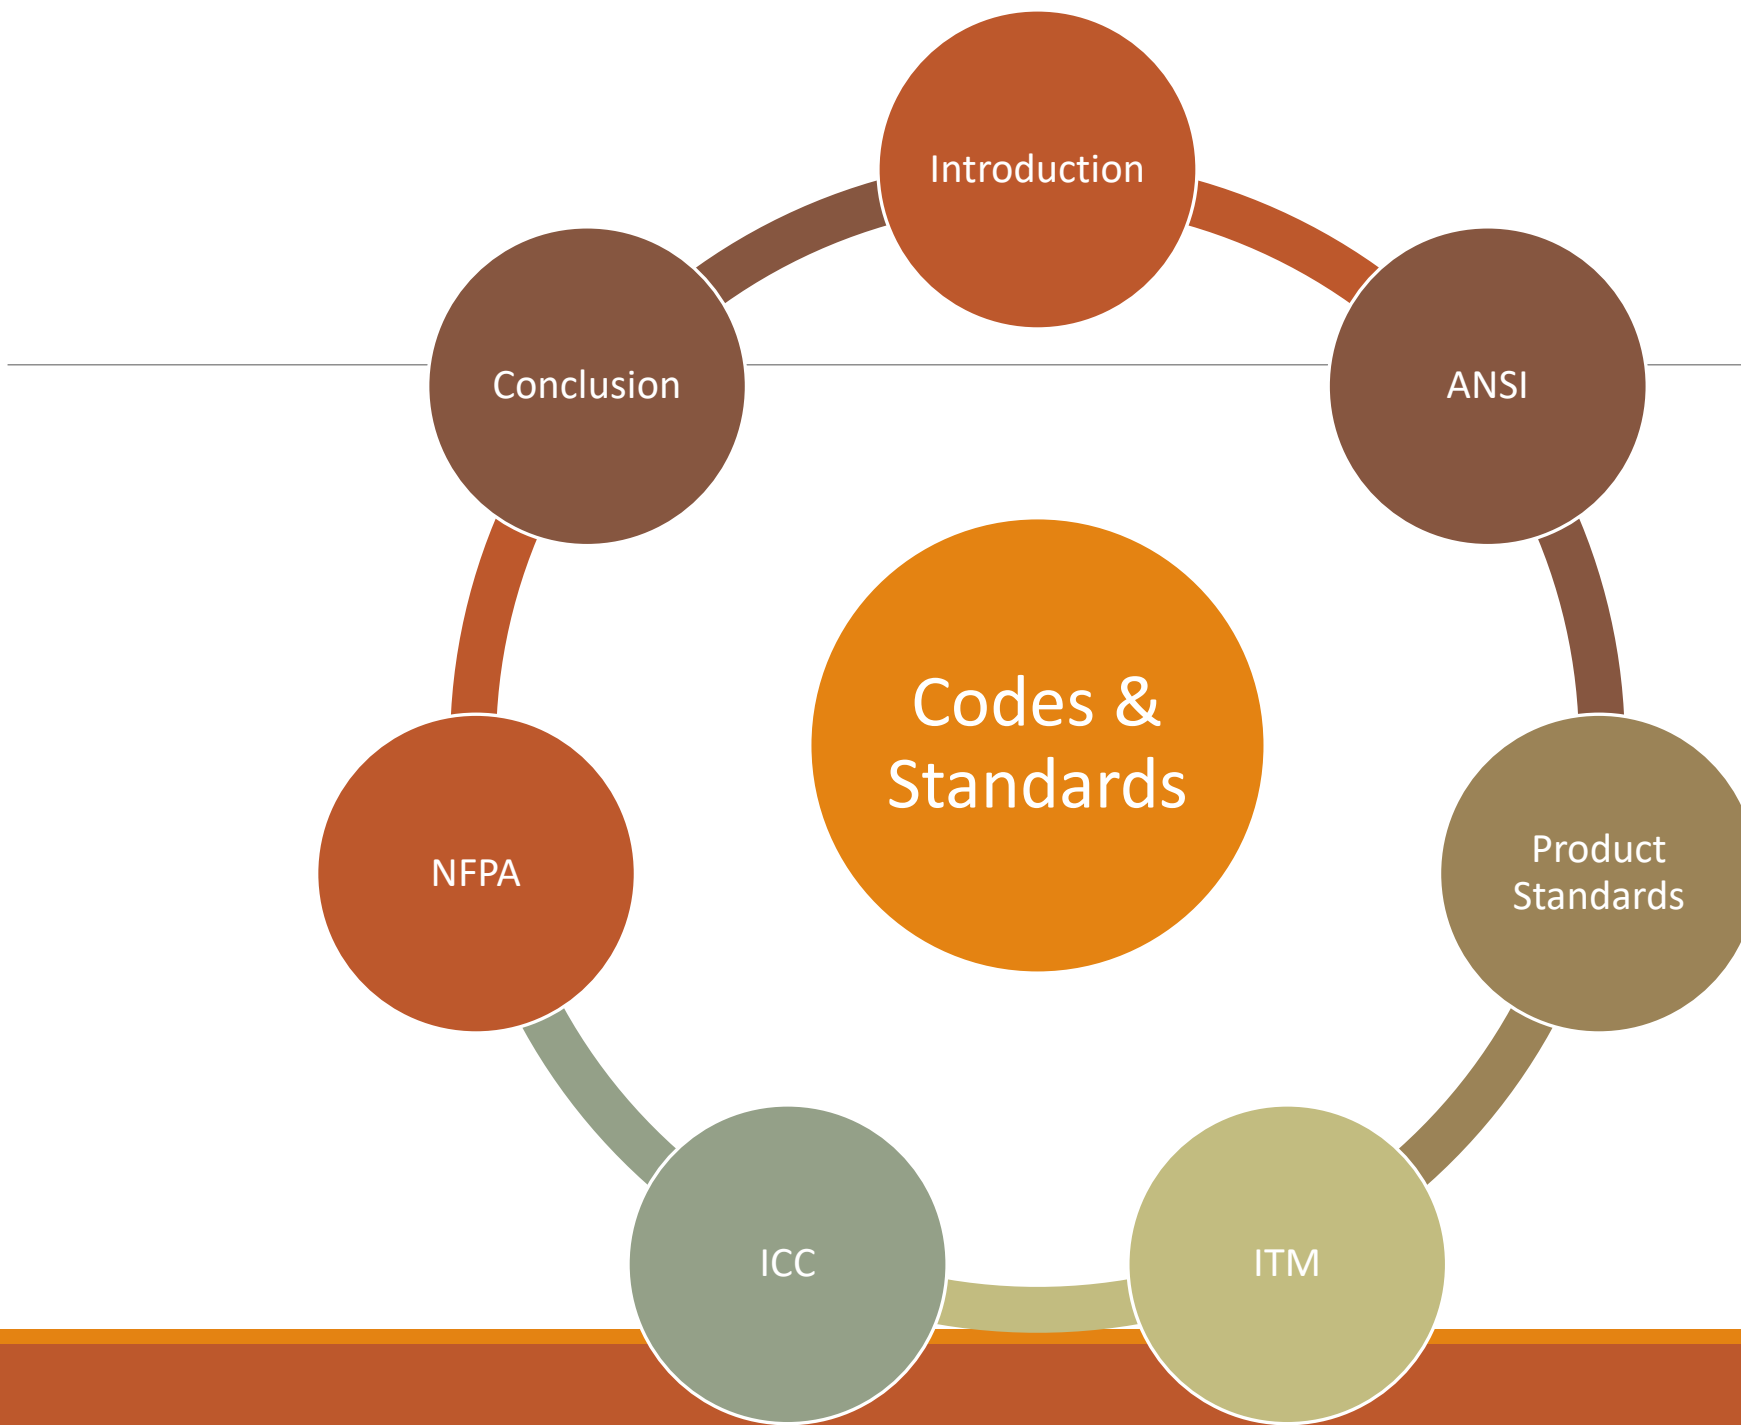 Introduction
Conclusion
ANSI
Codes &
Standards
Product
Standards
NFPA
ICC
ITM